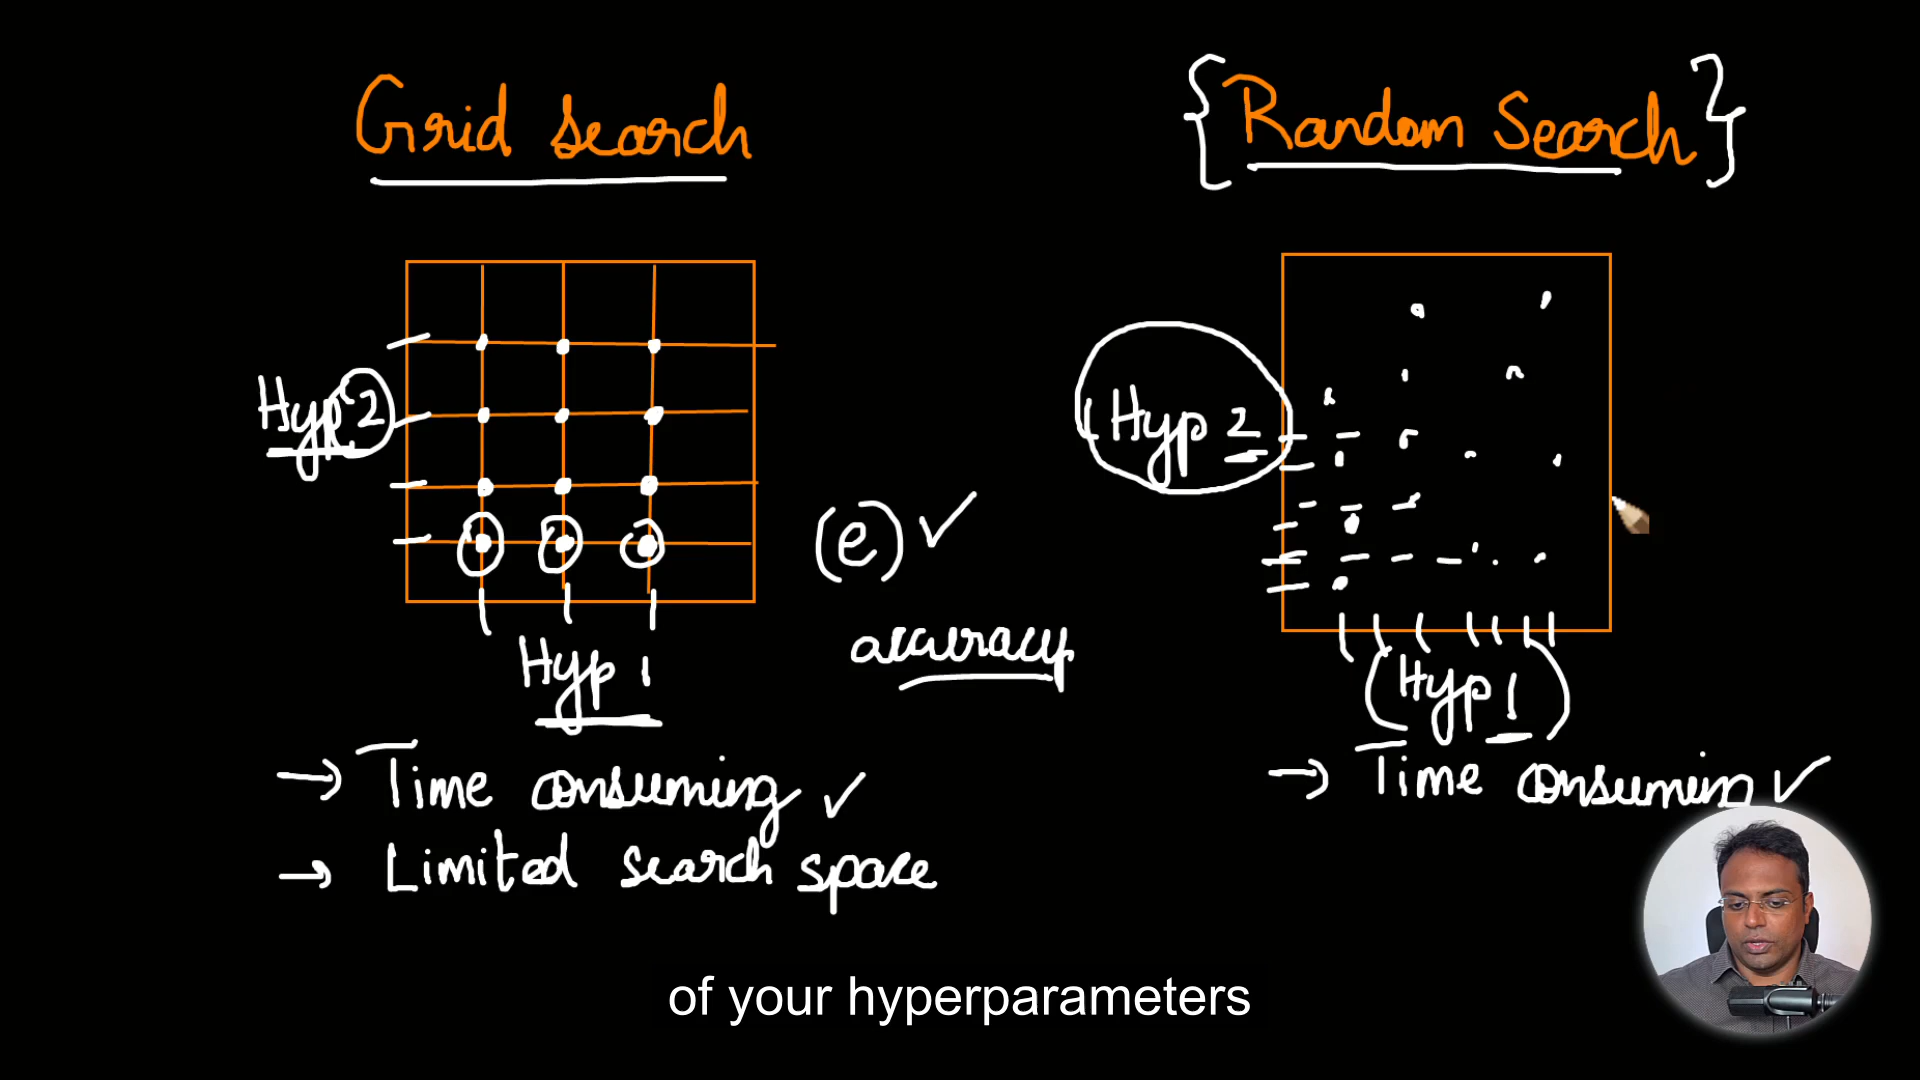 Grid Search
{Random Search}
Hyp 2
Hyp 2
(e) ✓
accuracy
Hyp 1
(Hyp 1)
→ Time consuming ✓
→ Time consuming ✓
→ Limited search space
of your hyperparameters